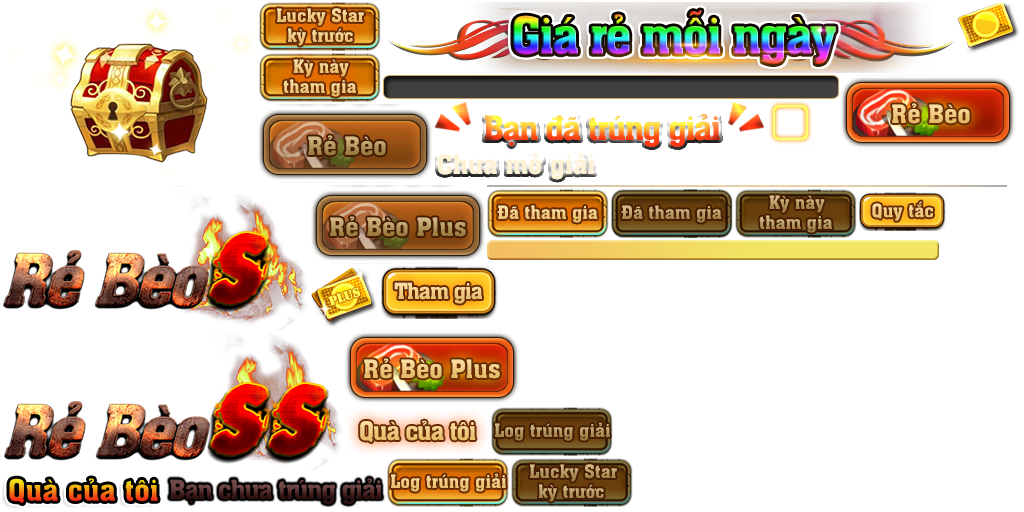 Lucky Star
kỳ trước
Giá rẻ mỗi ngày
Kỳ này
tham gia
Rẻ Bèo
Rẻ Bèo
Bạn đã trúng giải
Chưa mở giải
Rẻ Bèo Plus
Đã tham gia
Đã tham gia
Kỳ này
tham gia
Quy tắc
Rẻ Bèo S
PLUS
Tham gia
Rẻ Bèo Plus
Rẻ Bèo SS
Quà của tôi
Log trúng giải
Quà của tôi
Bạn chưa trúng giải
Log trúng giải
Lucky Star
kỳ trước